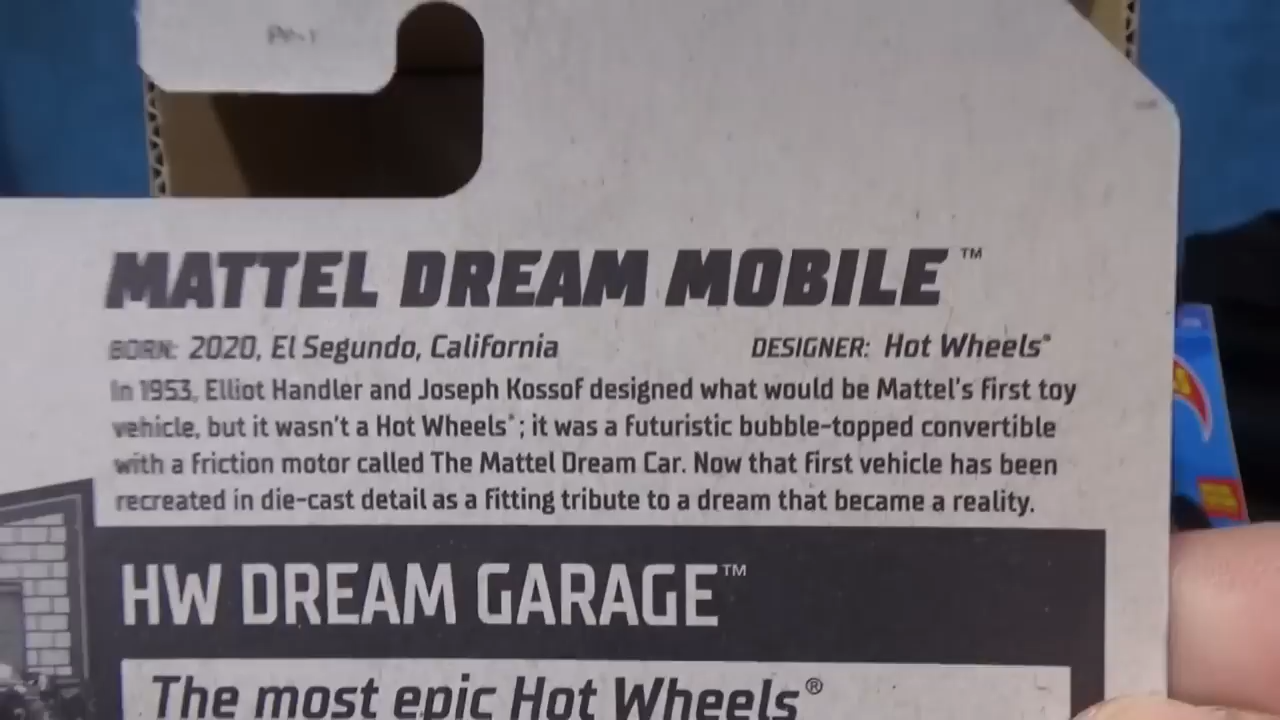 MATTEL DREAM MOBILE™
BORN: 2020, El Segundo, California DESIGNER: Hot Wheels®
In 1953, Elliot Handler and Joseph Kossof designed what would be Mattel's first toy
vehicle, but it wasn't a Hot Wheels®; it was a futuristic bubble-topped convertible
with a friction motor called The Mattel Dream Car. Now that first vehicle has been
recreated in die-cast detail as a fitting tribute to a dream that became a reality.
HW DREAM GARAGE™
The most epic Hot Wheels®